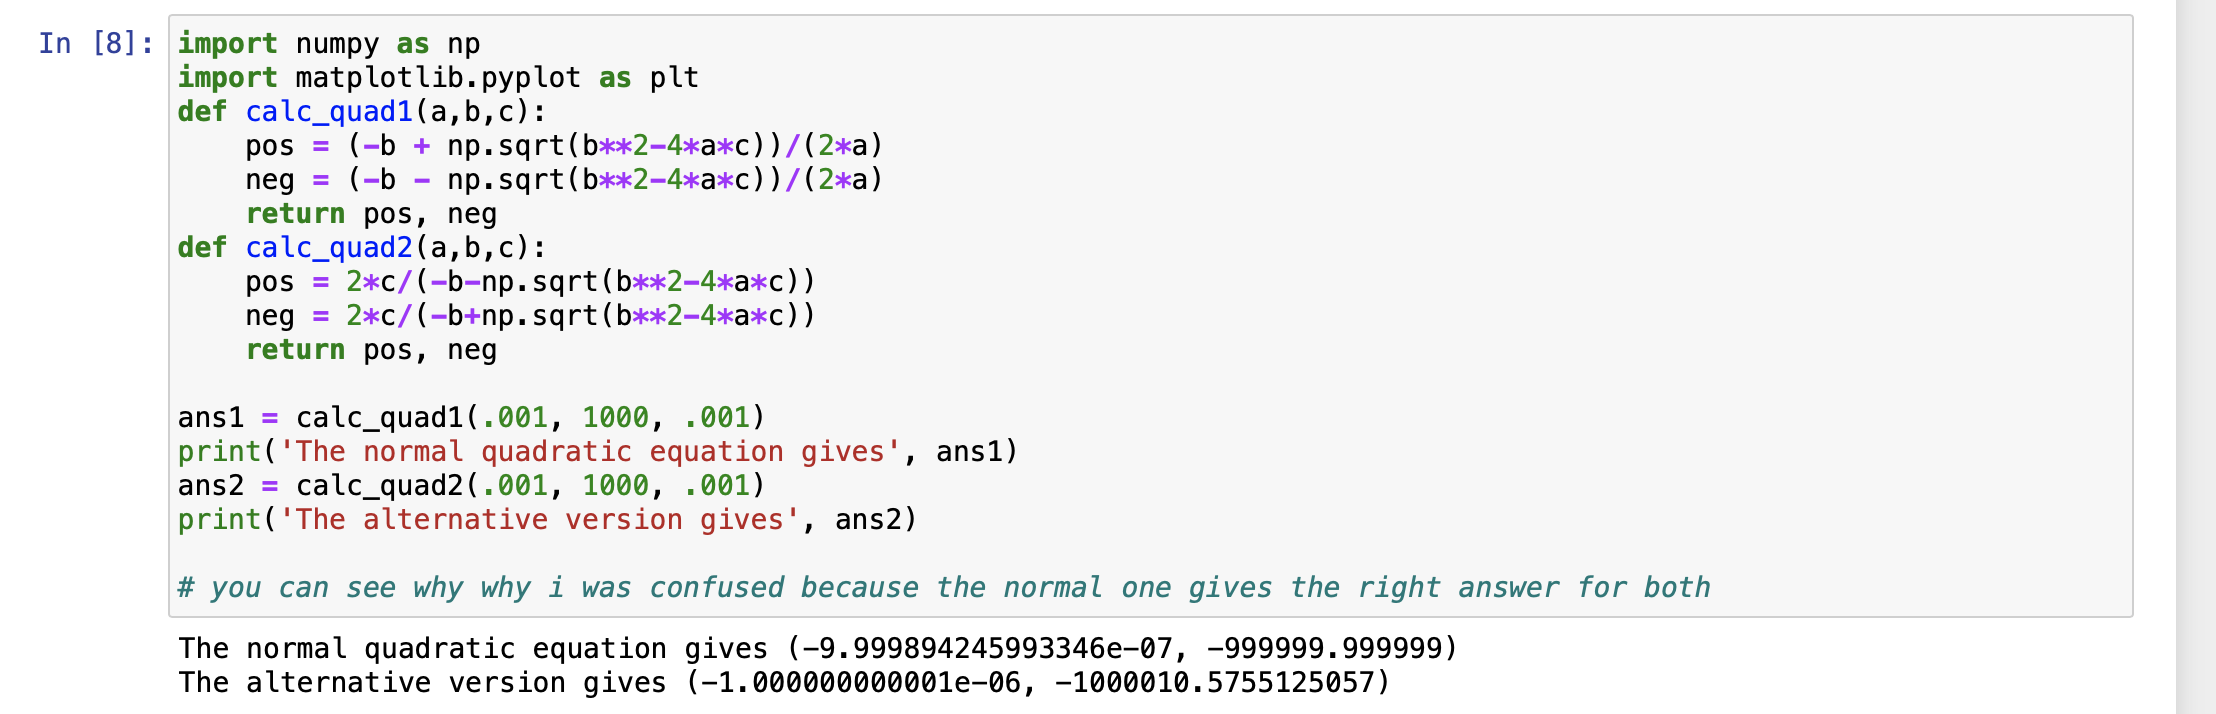 In [8]: import numpy as np
import matplotlib.pyplot as plt
def calc_quad1(a,b,c):
    pos = (-b + np.sqrt(b**2-4*a*c))/(2*a)
    neg = (-b - np.sqrt(b**2-4*a*c))/(2*a)
    return pos, neg
def calc_quad2(a,b,c):
    pos = 2*c/(-b-np.sqrt(b**2-4*a*c))
    neg = 2*c/(-b+np.sqrt(b**2-4*a*c))
    return pos, neg

ans1 = calc_quad1(.001, 1000, .001)
print('The normal quadratic equation gives', ans1)
ans2 = calc_quad2(.001, 1000, .001)
print('The alternative version gives', ans2)

# you can see why why i was confused because the normal one gives the right answer for both
The normal quadratic equation gives (-9.999894245993346e-07, -999999.999999)
The alternative version gives (-1.000000000001e-06, -1000010.5755125057)